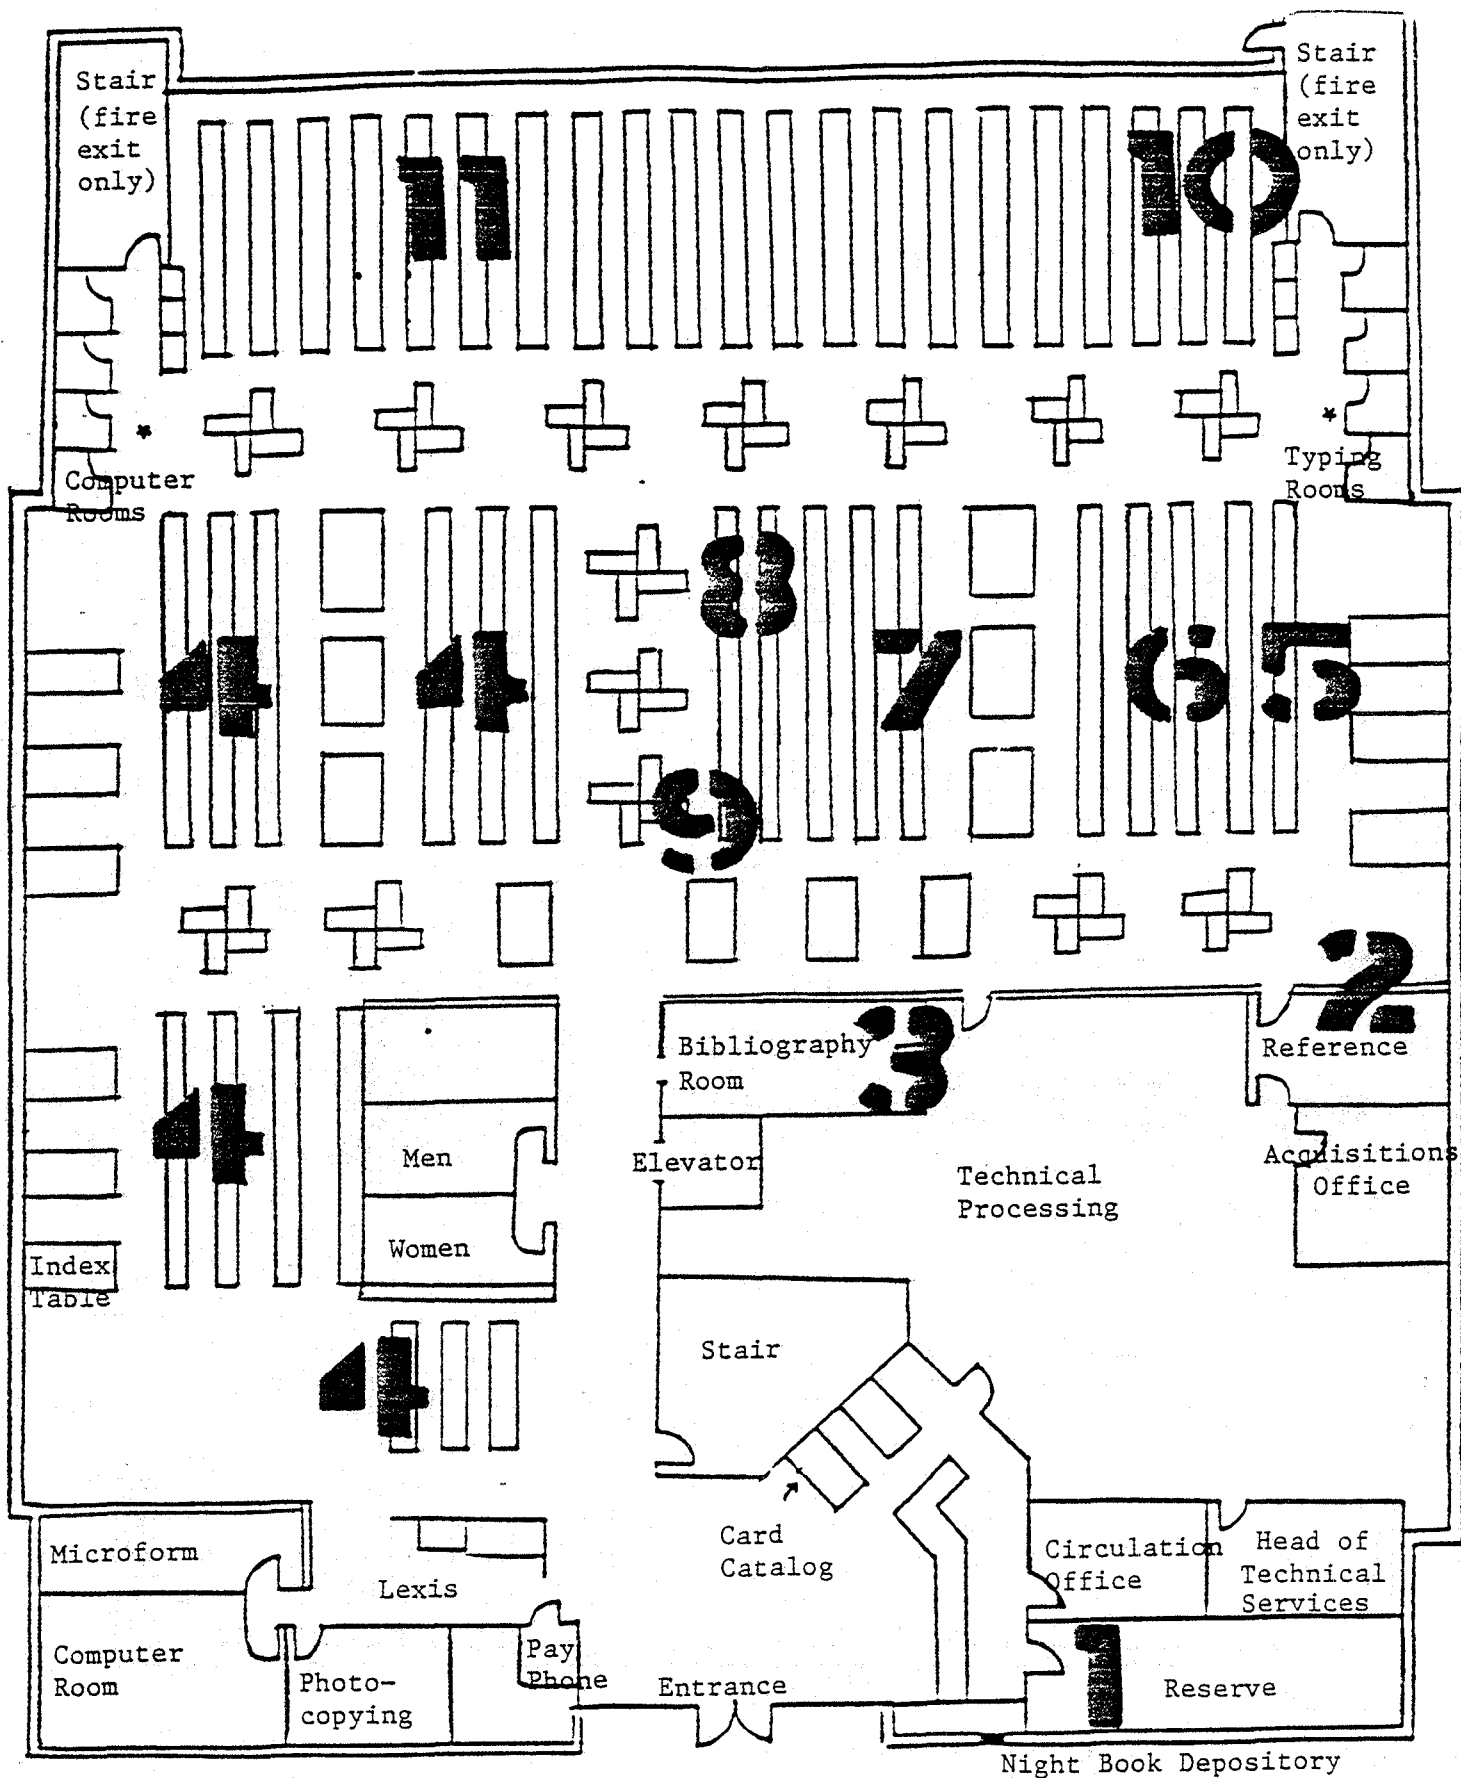 Stair
(fire
exit
only)
Stair
(fire
exit
only)
11
10
*
*
Computer
Rooms
Typing
Rooms
8
4
4
7
6
5
9
2
3
Bibliography
Room
Reference
4
Men
Elevator
Technical
Processing
Acquisitions
Office
Women
Index
Table
Stair
4
Card
Catalog
Microform
Lexis
Circulation
Office
Head of
Technical
Services
Computer
Room
Photo-
copying
Pay
Phone
Entrance
1
Reserve
Night Book Depository